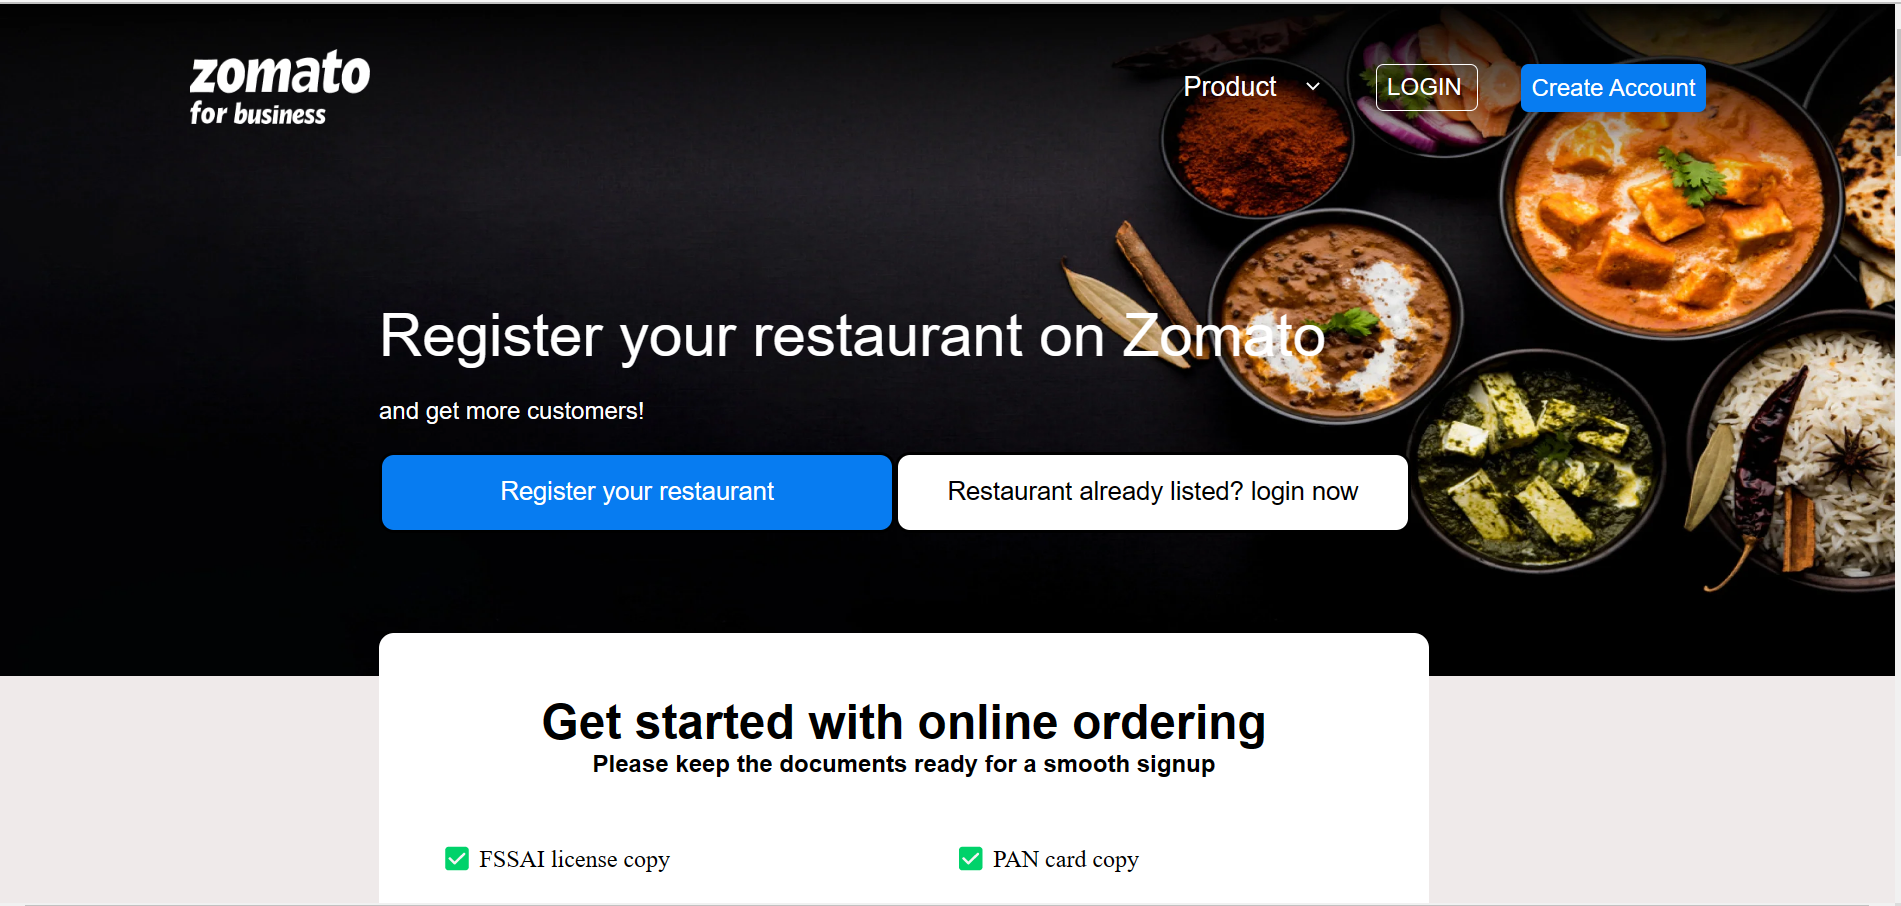 zomato
for business
Product
LOGIN
Create Account
Register your restaurant on Zomato
and get more customers!
Register your restaurant
Restaurant already listed? login now
Get started with online ordering
Please keep the documents ready for a smooth signup
FSSAI license copy
PAN card copy